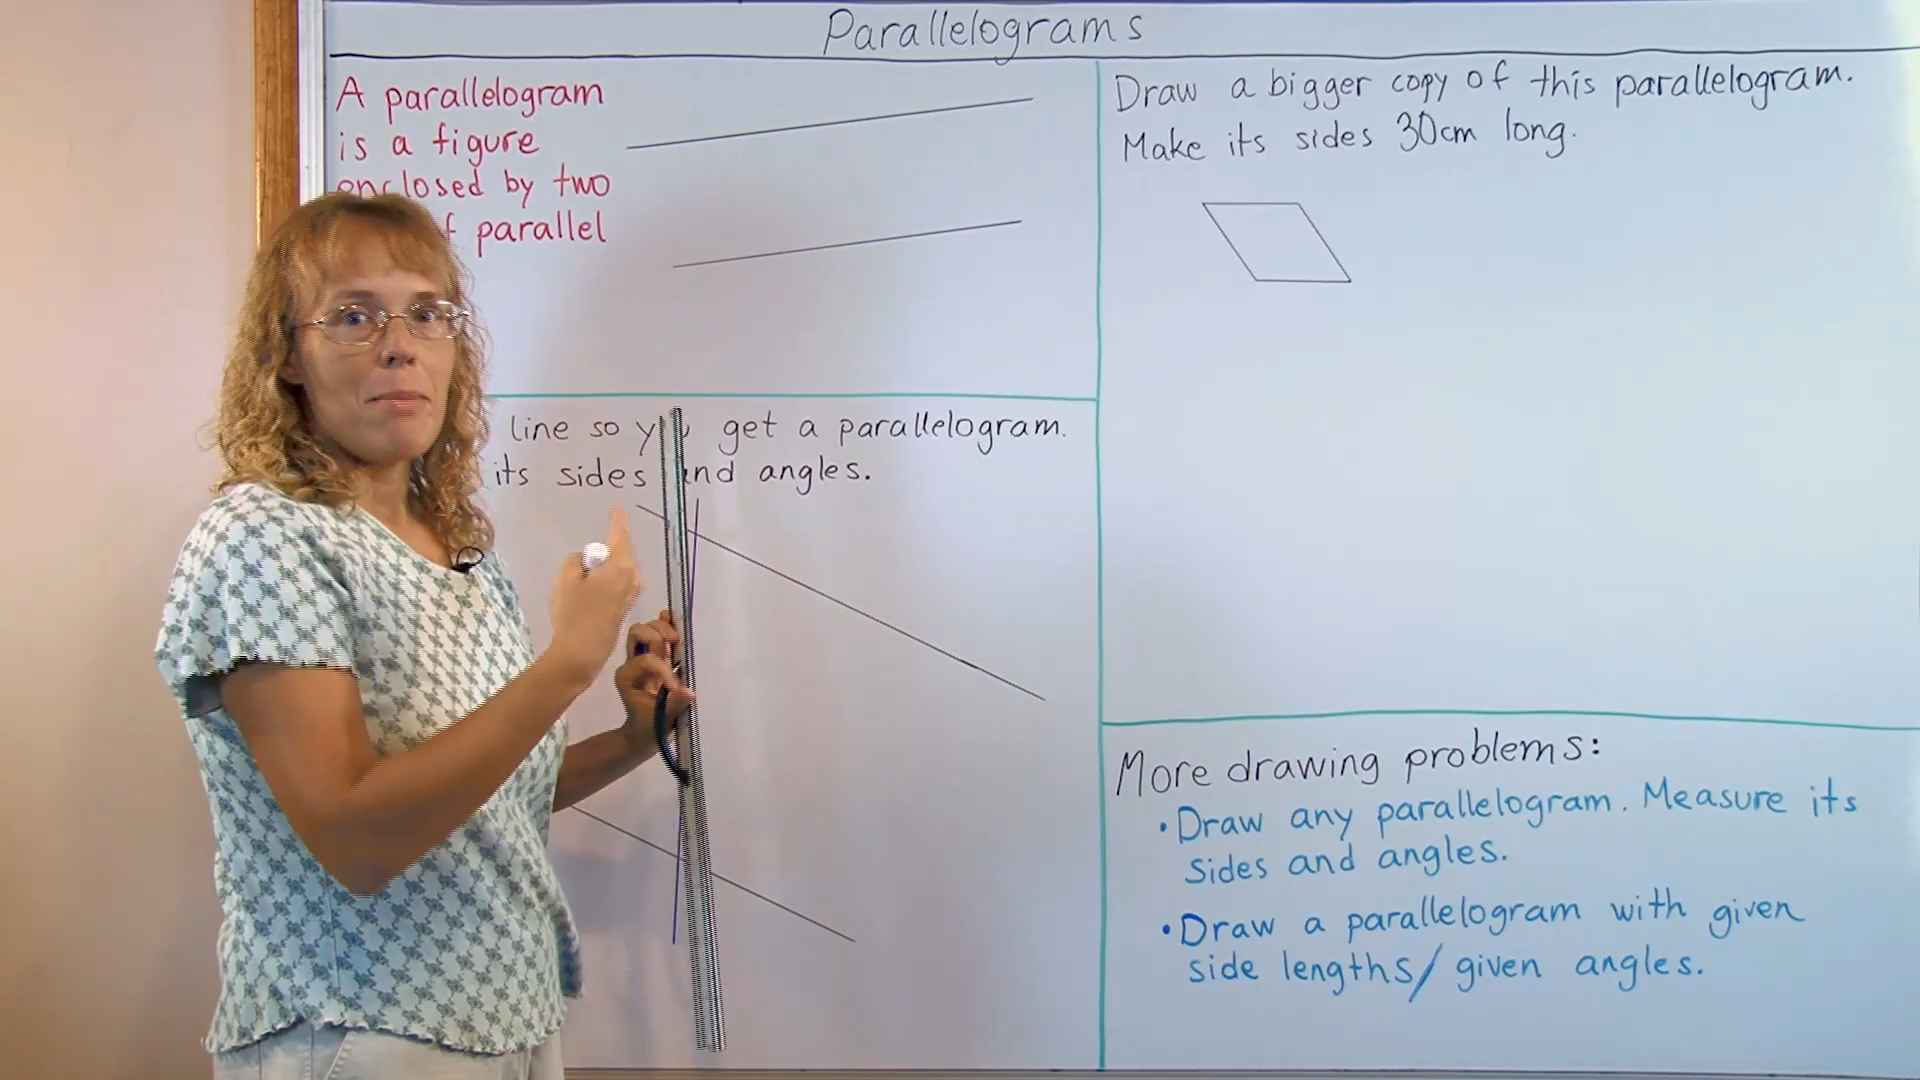 Parallelograms
A parallelogram
is a figure
enclosed by two
parallel
line so get a parallelogram.
its sides and angles.
Draw a bigger copy of this parallelogram.
Make its sides 30cm long.
More drawing problems:
• Draw any parallelogram. Measure its
sides and angles.
• Draw a parallelogram with given
side lengths/given angles.